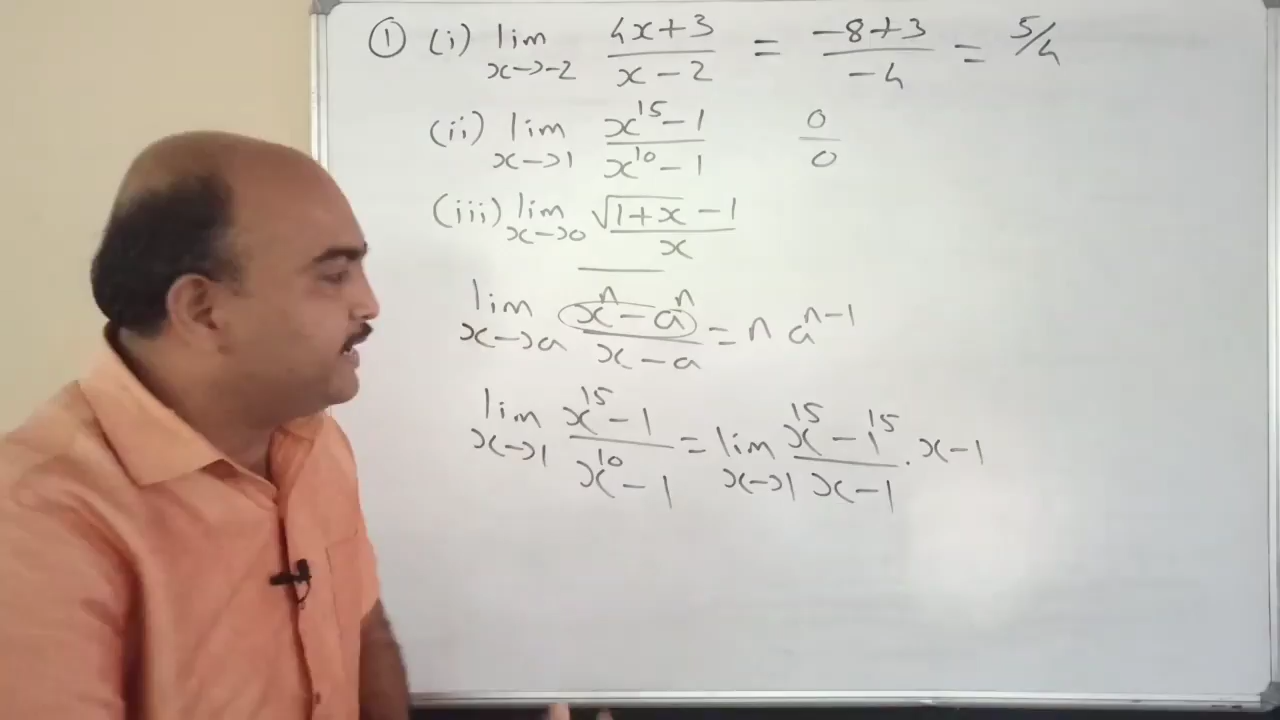 ① (i) lim x→-2 4x+3/x-2 = -8+3/-4 = 5/4
(ii) lim x→1 x^15-1/x^10-1 0/0
(iii) lim x→0 √1+x -1/x
lim x→a x^n-a^n/x-a = n a^n-1
lim x→1 x^15-1/x^10-1 = lim x→1 x^15-1^15/x-1 . x-1